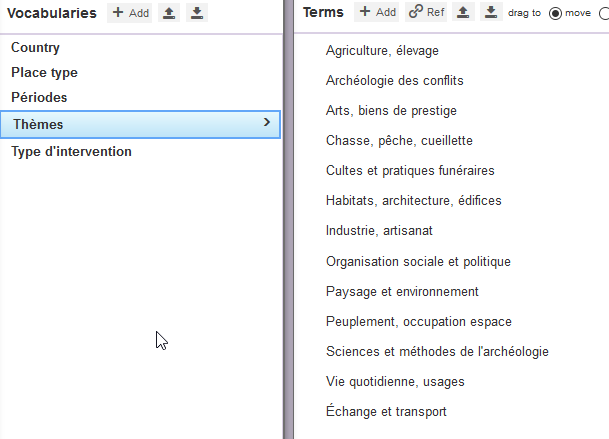 Vocabularies + Add
Country
Place type
Périodes
Thèmes
Type d'intervention
Terms + Add Ref drag to move
Agriculture, élevage
Archéologie des conflits
Arts, biens de prestige
Chasse, pêche, cueillette
Cultes et pratiques funéraires
Habitats, architecture, édifices
Industrie, artisanat
Organisation sociale et politique
Paysage et environnement
Peuplement, occupation espace
Sciences et méthodes de l'archéologie
Vie quotidienne, usages
Échange et transport